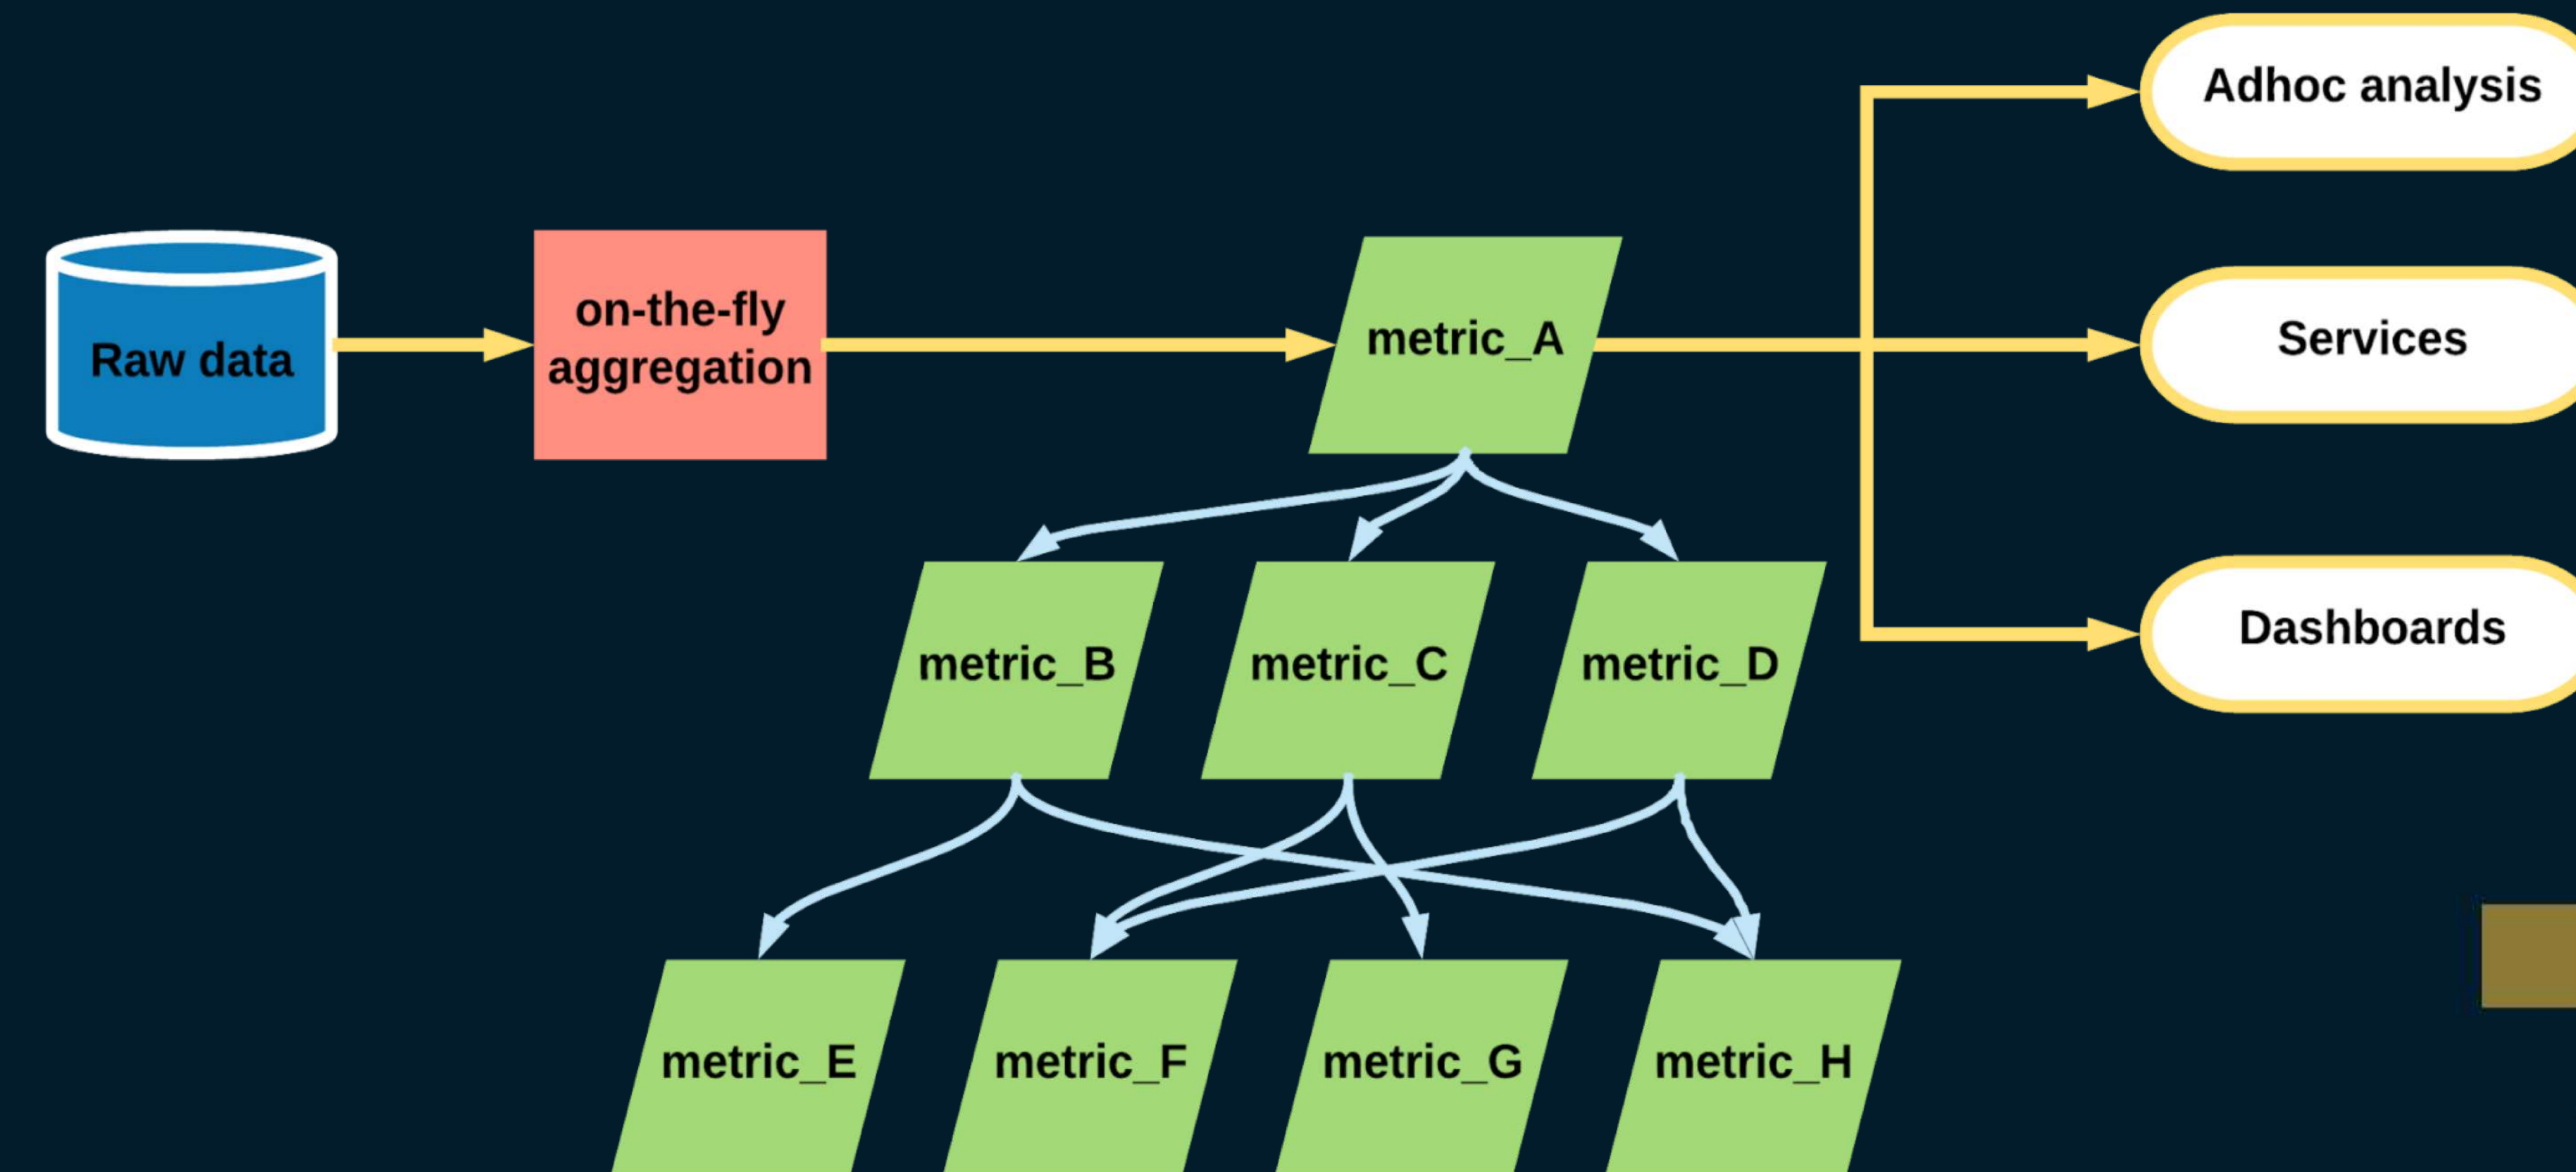 Adhoc analysis
Raw data
on-the-fly
aggregation
metric_A
Services
metric_B
metric_C
metric_D
Dashboards
metric_E
metric_F
metric_G
metric_H